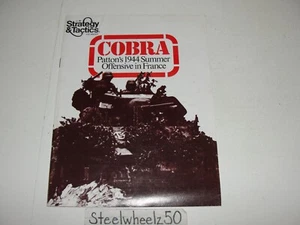 Strategy
& Tactics
COBRA
Patton's 1944 Summer
Offensive in France
Steelwheelz50